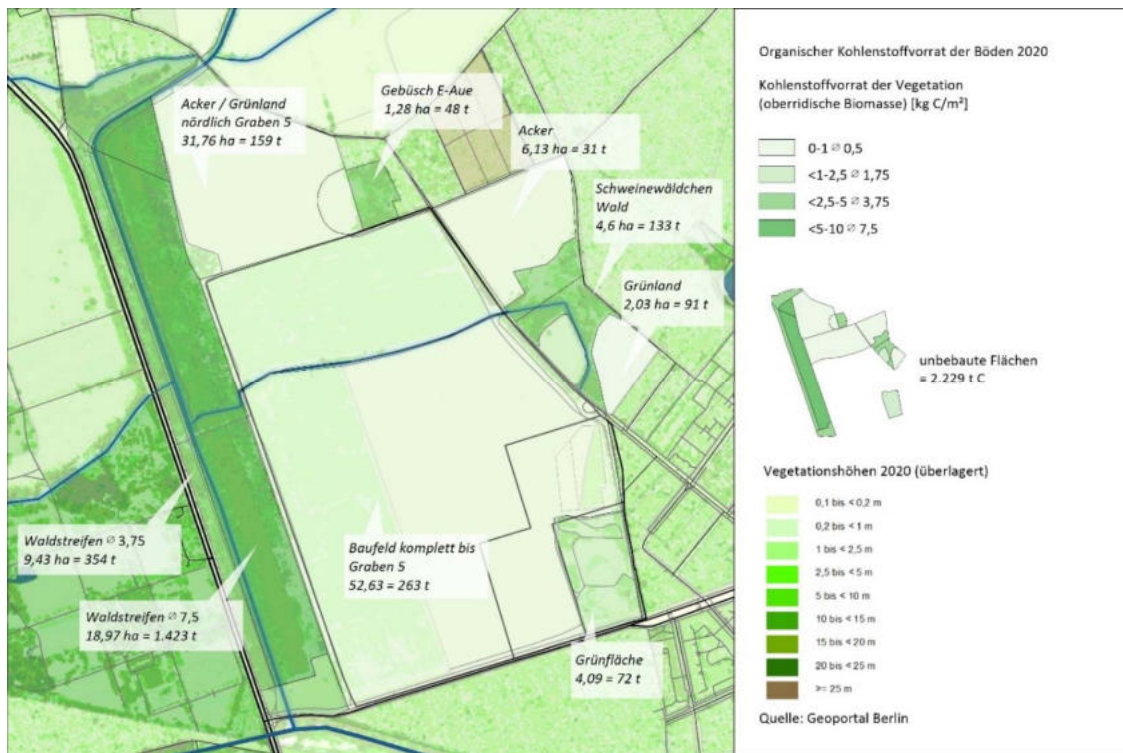 Acker / Grünland
nördlich Graben 5
31,76 ha = 159 t
Gebüsch E-Aue
1,28 ha = 48 t
Acker
6,13 ha = 31 t
Schweinewäldchen
Wald
4,6 ha = 133 t
Grünland
2,03 ha = 91 t
Waldstreifen ∅ 3,75
9,43 ha = 354 t
Waldstreifen ∅ 7,5
18,97 ha = 1.423 t
Baufeld komplett bis
Graben 5
52,63 = 263 t
Grünfläche
4,09 = 72 t
Organischer Kohlenstoffvorrat der Böden 2020
Kohlenstoffvorrat der Vegetation
(oberridische Biomasse) [kg C/m²]
0-1 ∅ 0,5
<1-2,5 ∅ 1,75
<2,5-5 ∅ 3,75
<5-10 ∅ 7,5
unbebaute Flächen
= 2.229 t C
Vegetationshöhen 2020 (überlagert)
0,1 bis < 0,2 m
0,2 bis < 1 m
1 bis < 2,5 m
2,5 bis < 5 m
5 bis < 10 m
10 bis < 15 m
15 bis < 20 m
20 bis < 25 m
>= 25 m
Quelle: Geoportal Berlin